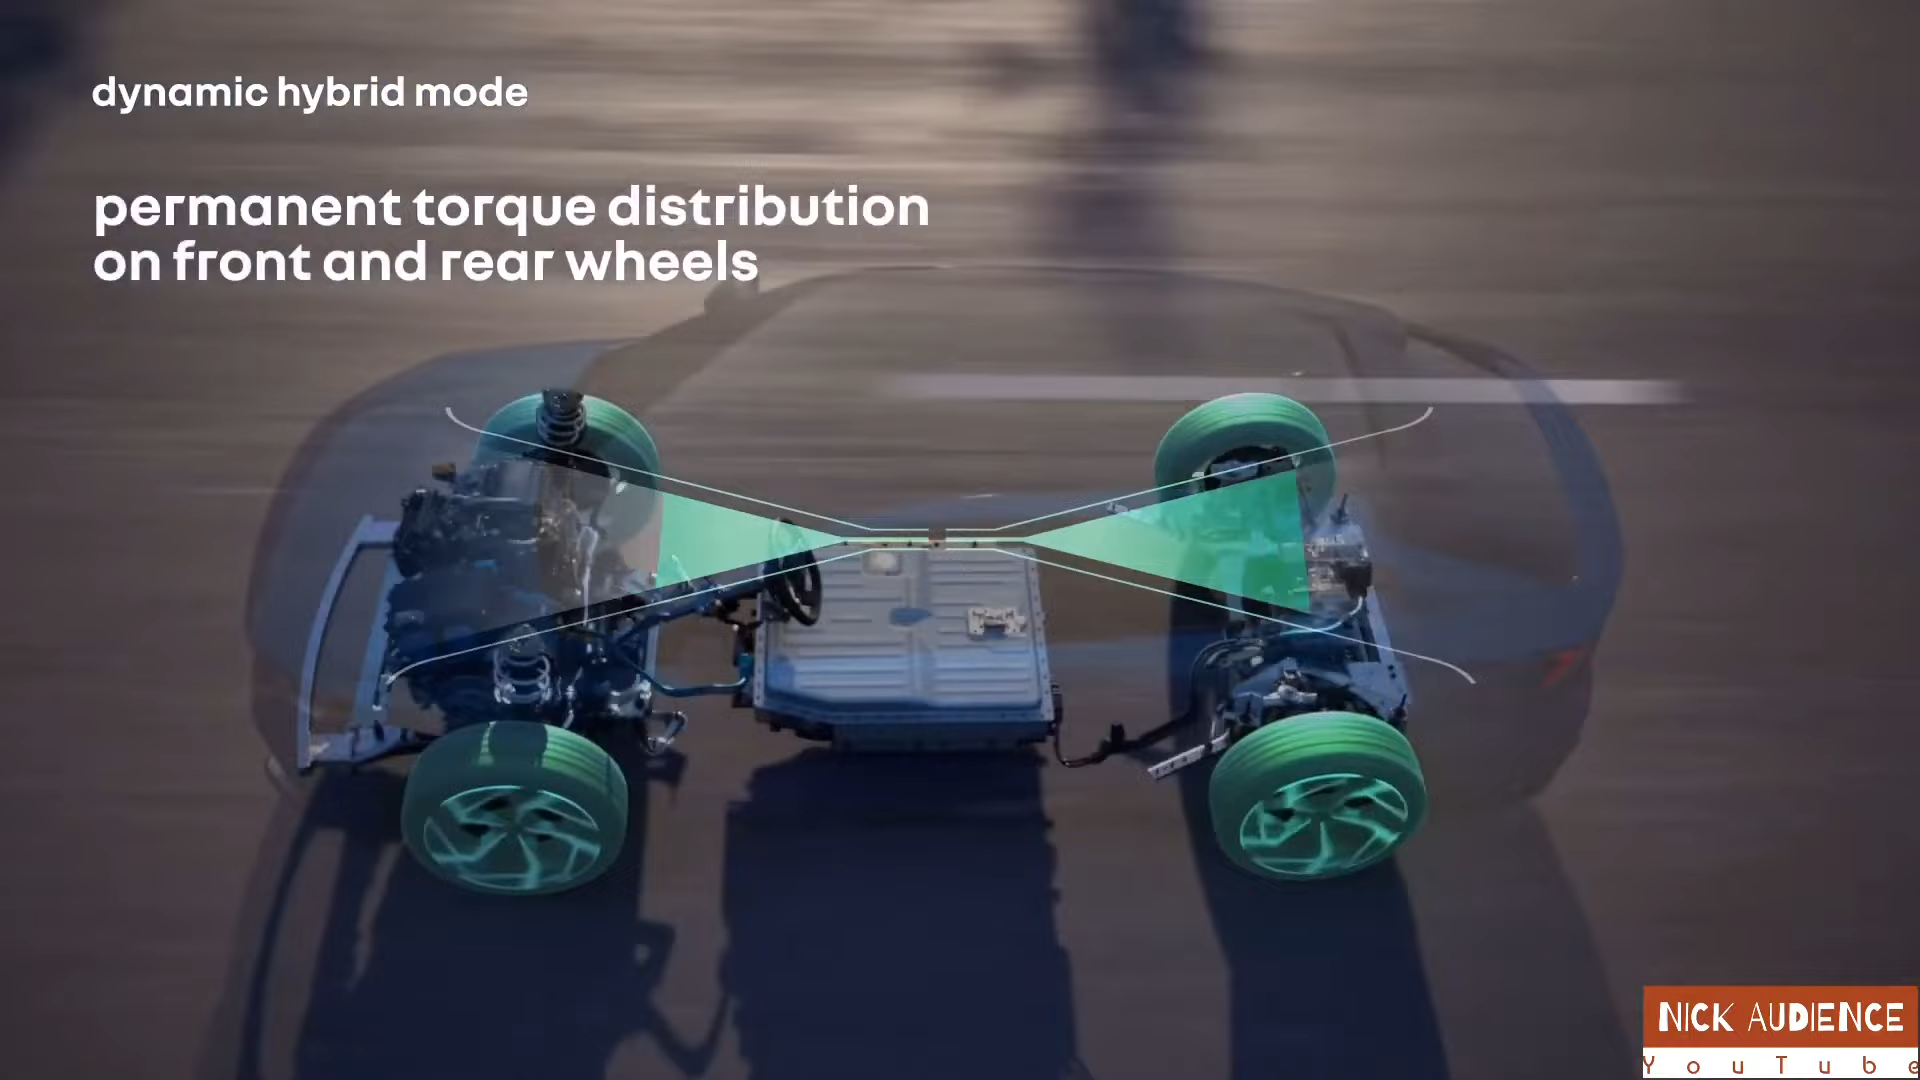 dynamic hybrid mode
permanent torque distribution
on front and rear wheels
NICK AUDIENCE
YouTube